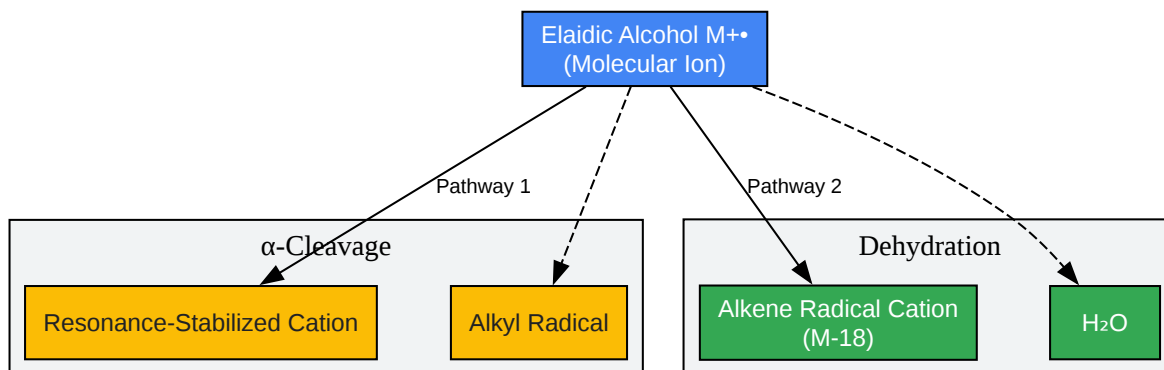 Elaidic Alcohol M+•
(Molecular Ion)
Pathway 1
Pathway 2
α-Cleavage
Dehydration
Resonance-Stabilized Cation
Alkyl Radical
Alkene Radical Cation
(M-18)
H₂O